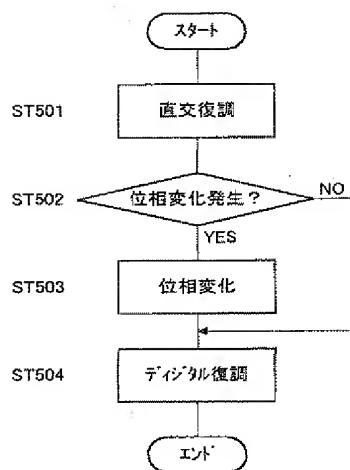 スタート
ST501 直交復調
ST502 位相変化発生？ NO
YES
ST503 位相変化
ST504 ディジタル復調
エンド